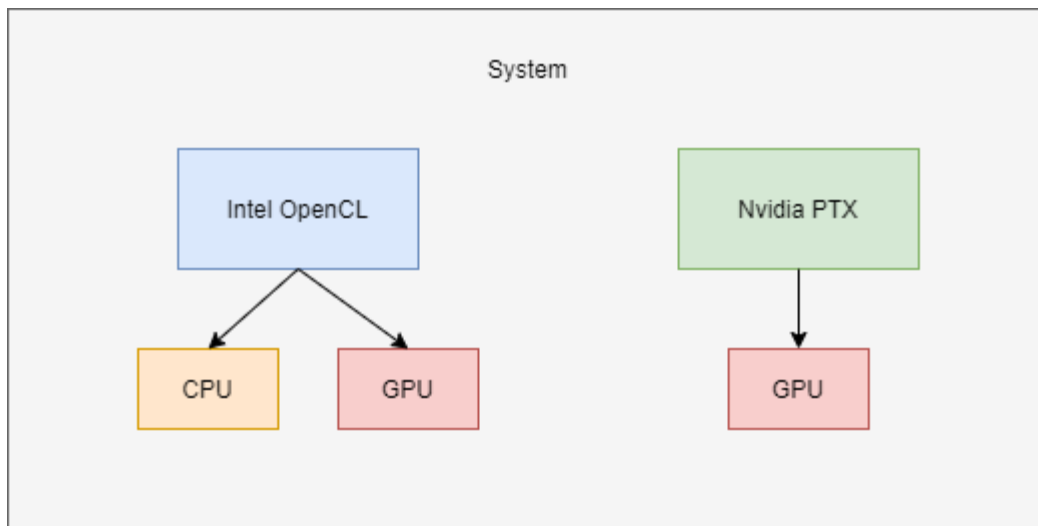 System
Intel OpenCL
Nvidia PTX
CPU
GPU
GPU